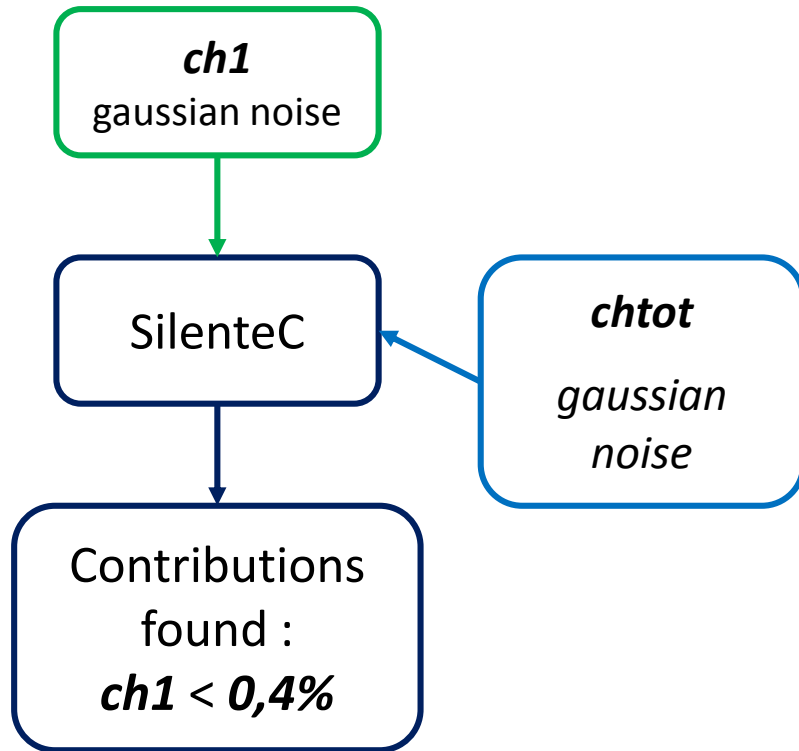 ch1
gaussian noise
SilenteC
chtot
gaussian
noise
Contributions
found :
ch1 < 0,4%